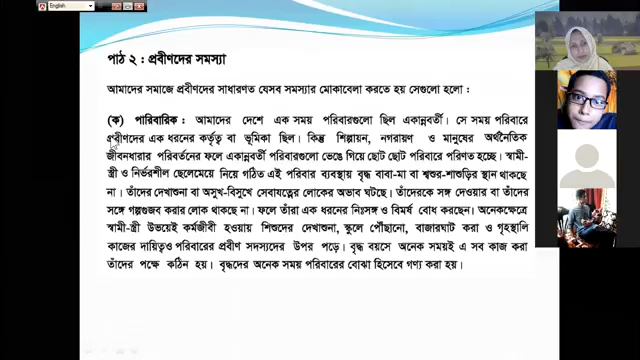 English
পাঠ ২ : প্রবীণদের সমস্যা
আমাদের সমাজে প্রবীণদের সাধারণত যেসব সমস্যার মোকাবেলা করতে হয় সেগুলো হলো :
(ক) পারিবারিক : আমাদের দেশে এক সময় পরিবারগুলো ছিল একান্নবর্তী। সে সময় পরিবারে
প্রবীণদের এক ধরনের কর্তৃত্ব বা ভূমিকা ছিল। কিন্তু শিল্পায়ন, নগরায়ণ ও মানুষের অর্থনৈতিক
জীবনধারার পরিবর্তনের ফলে একান্নবর্তী পরিবারগুলো ভেঙে গিয়ে ছোট ছোট পরিবারে পরিণত হচ্ছে। স্বামী-
স্ত্রী ও নির্ভরশীল ছেলেমেয়ে নিয়ে গঠিত এই পরিবার ব্যবস্থায় বৃদ্ধ বাবা-মা বা শ্বশুর-শাশুড়ির স্থান থাকছে
না। তাঁদের দেখাশুনা বা অসুখ-বিসুখে সেবাযত্নের লোকের অভাব ঘটছে। তাঁদেরকে সঙ্গ দেওয়ার বা তাঁদের
সঙ্গে গল্পগুজব করার লোক থাকছে না। ফলে তাঁরা এক ধরনের নিঃসঙ্গ ও বিমর্ষ বোধ করছেন। অনেকক্ষেত্রে
স্বামী-স্ত্রী উভয়েই কর্মজীবী হওয়ায় শিশুদের দেখাশুনা, স্কুলে পৌঁছানো, বাজারঘাট করা ও গৃহস্থালি
কাজের দায়িত্বও পরিবারের প্রবীণ সদস্যদের উপর পড়ে। বৃদ্ধ বয়সে অনেক সময়ই এ সব কাজ করা
তাঁদের পক্ষে কঠিন হয়। বৃদ্ধদের অনেক সময় পরিবারের বোঝা হিসেবে গণ্য করা হয়।